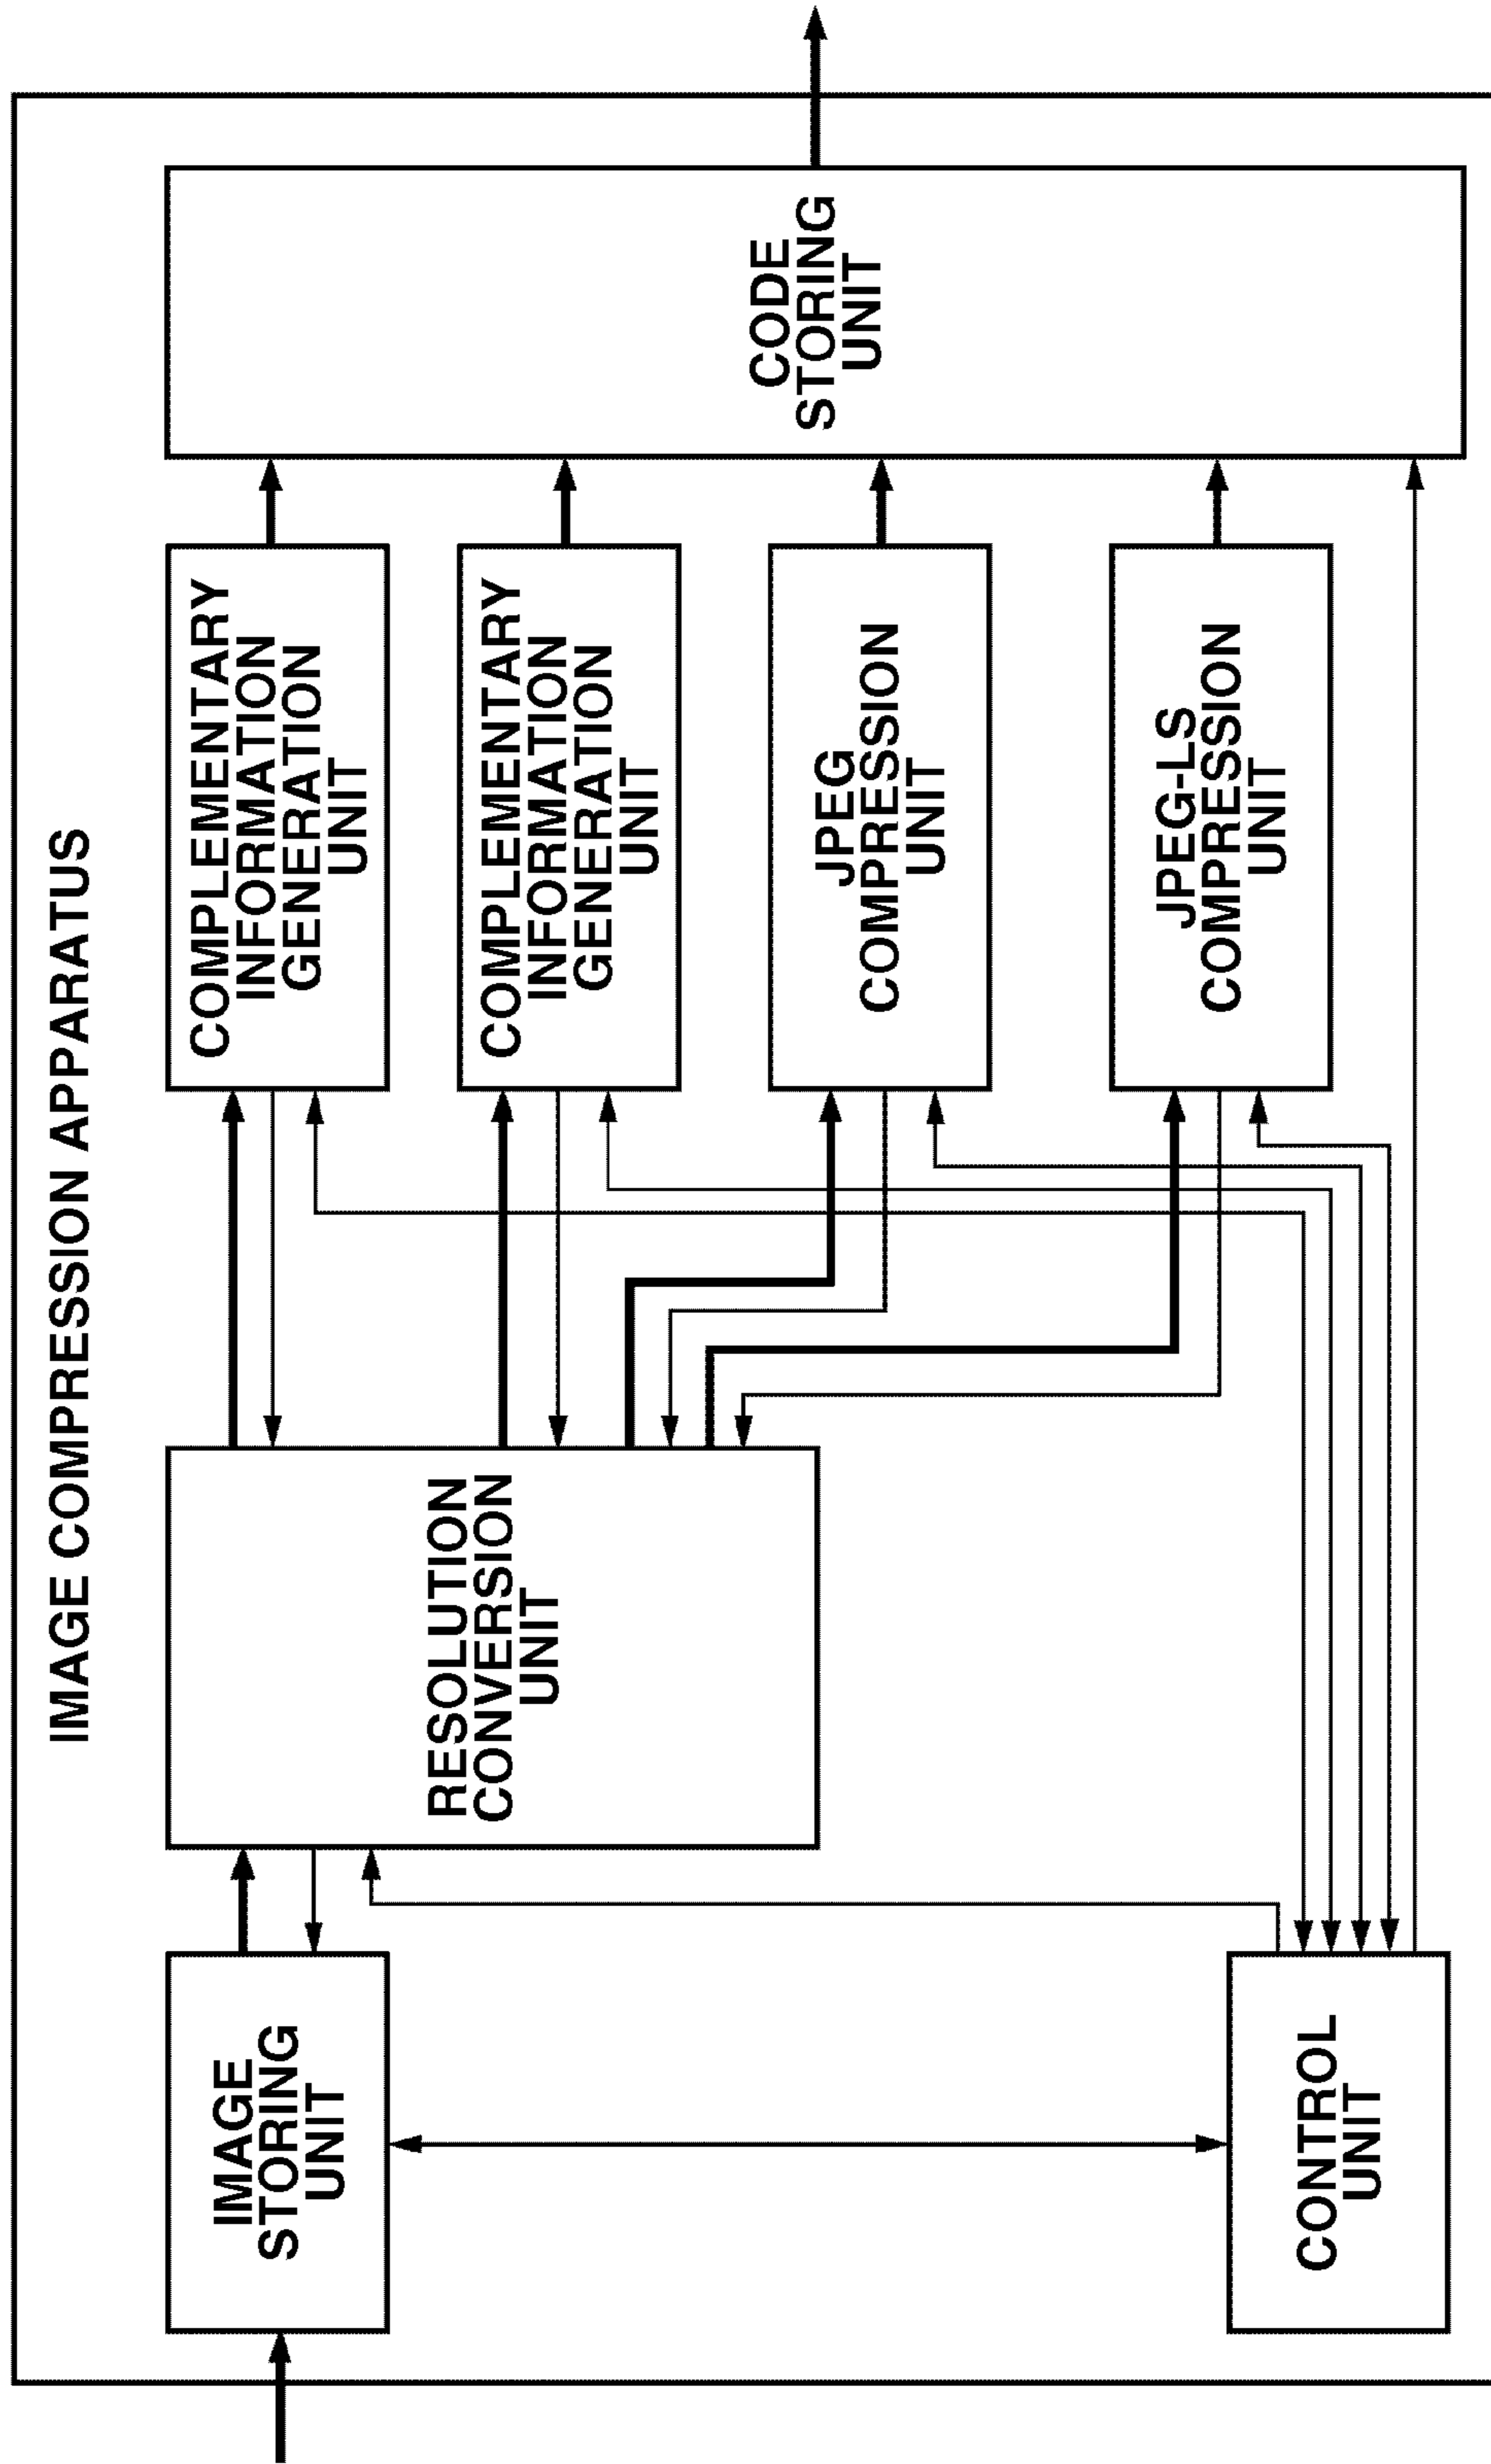 IMAGE COMPRESSION APPARATUS
IMAGE
STORING
UNIT
RESOLUTION
CONVERSION
UNIT
COMPLEMENTARY
INFORMATION
GENERATION
UNIT
COMPLEMENTARY
INFORMATION
GENERATION
UNIT
JPEG
COMPRESSION
UNIT
JPEG-LS
COMPRESSION
UNIT
CODE
STORING
UNIT
CONTROL
UNIT